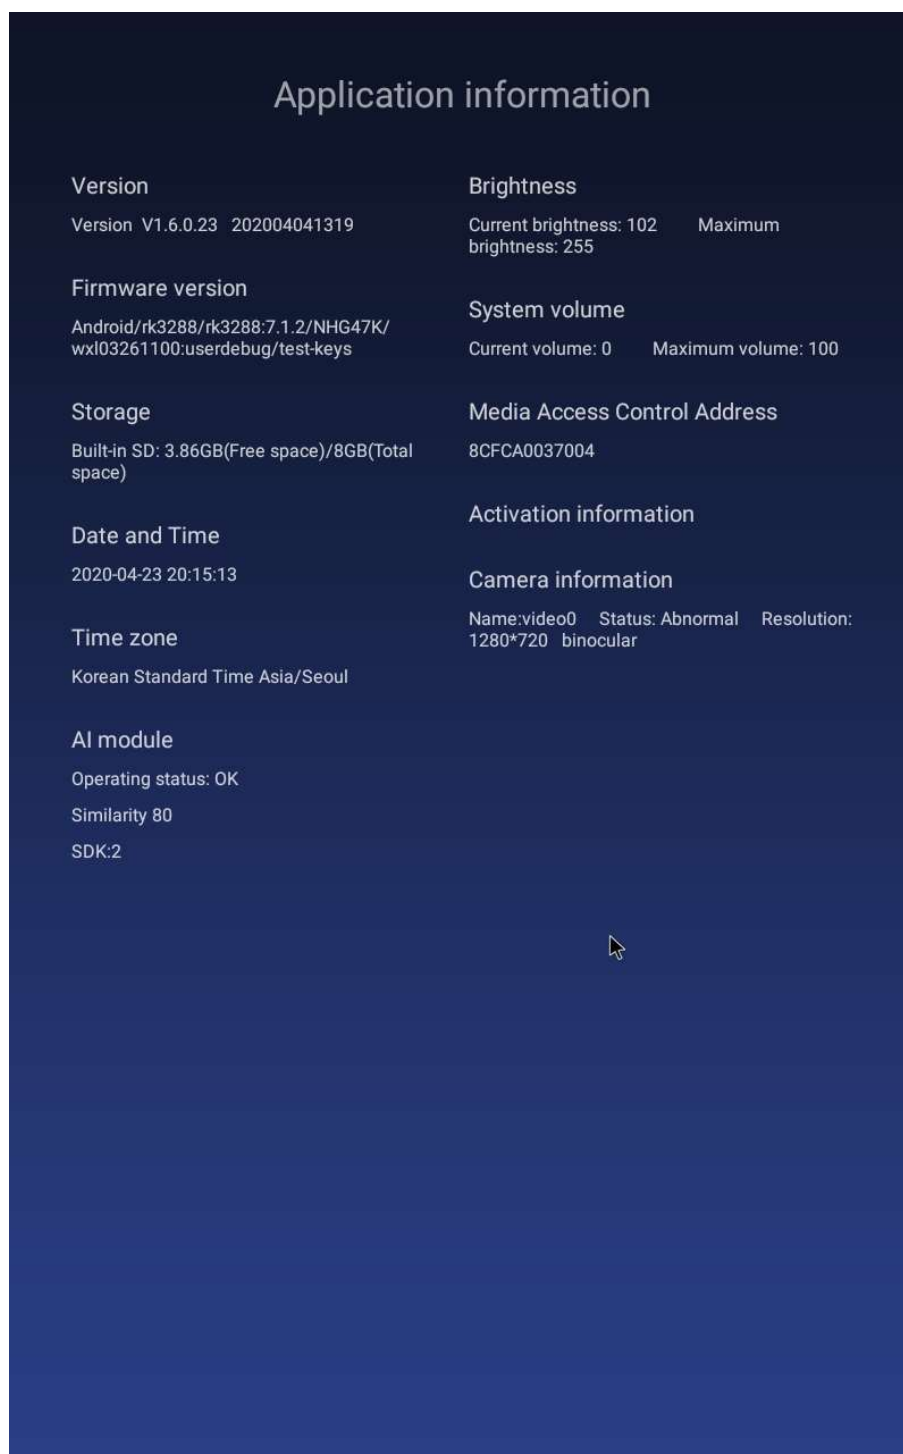 Application information
Version
Version V1.6.0.23 202004041319
Firmware version
Android/rk3288/rk3288:7.1.2/NHG47K/
wxl03261100:userdebug/test-keys
Storage
Built-in SD: 3.86GB(Free space)/8GB(Total
space)
Date and Time
2020-04-23 20:15:13
Time zone
Korean Standard Time Asia/Seoul
AI module
Operating status: OK
Similarity 80
SDK:2
Brightness
Current brightness: 102 Maximum
brightness: 255
System volume
Current volume: 0 Maximum volume: 100
Media Access Control Address
8CFCA0037004
Activation information
Camera information
Name:video0 Status: Abnormal Resolution:
1280*720 binocular